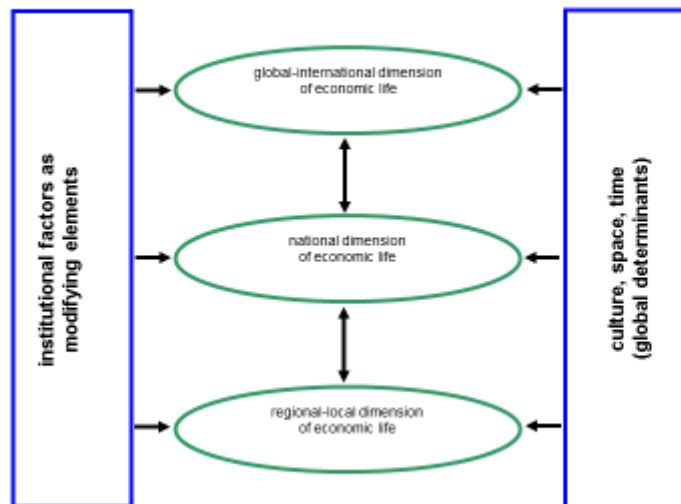 institutional factors as
modifying elements
global-international dimension
of economic life
national dimension
of economic life
regional-local dimension
of economic life
culture, space, time
(global determinants)